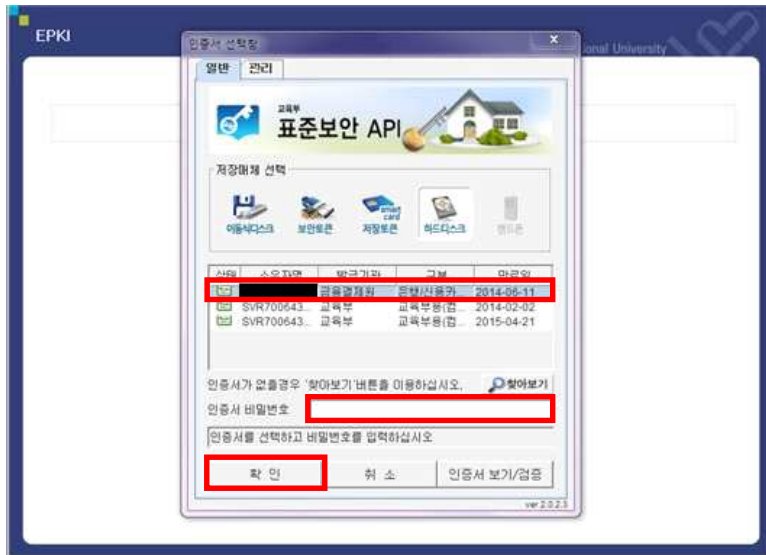 EPKI
인증서 선택창
x
ional University
일반 관리
교육부
표준보안 API
저장매체 선택
smart card
이동식디스크 보안토큰 저장토큰 하드디스크 핸드폰
상태 소유자명 발급기관 구분 만료일
금융결제원 은행/신용카... 2014-06-11
SVR700643... 교육부 교육부용(컴... 2014-02-02
SVR700643... 교육부 교육부용(컴... 2015-04-21
인증서가 없을경우 '찾아보기'버튼을 이용하십시오. 찾아보기
인증서 비밀번호
인증서를 선택하고 비밀번호를 입력하십시오
확 인 취 소 인증서 보기/검증
ver 2.0.2.3